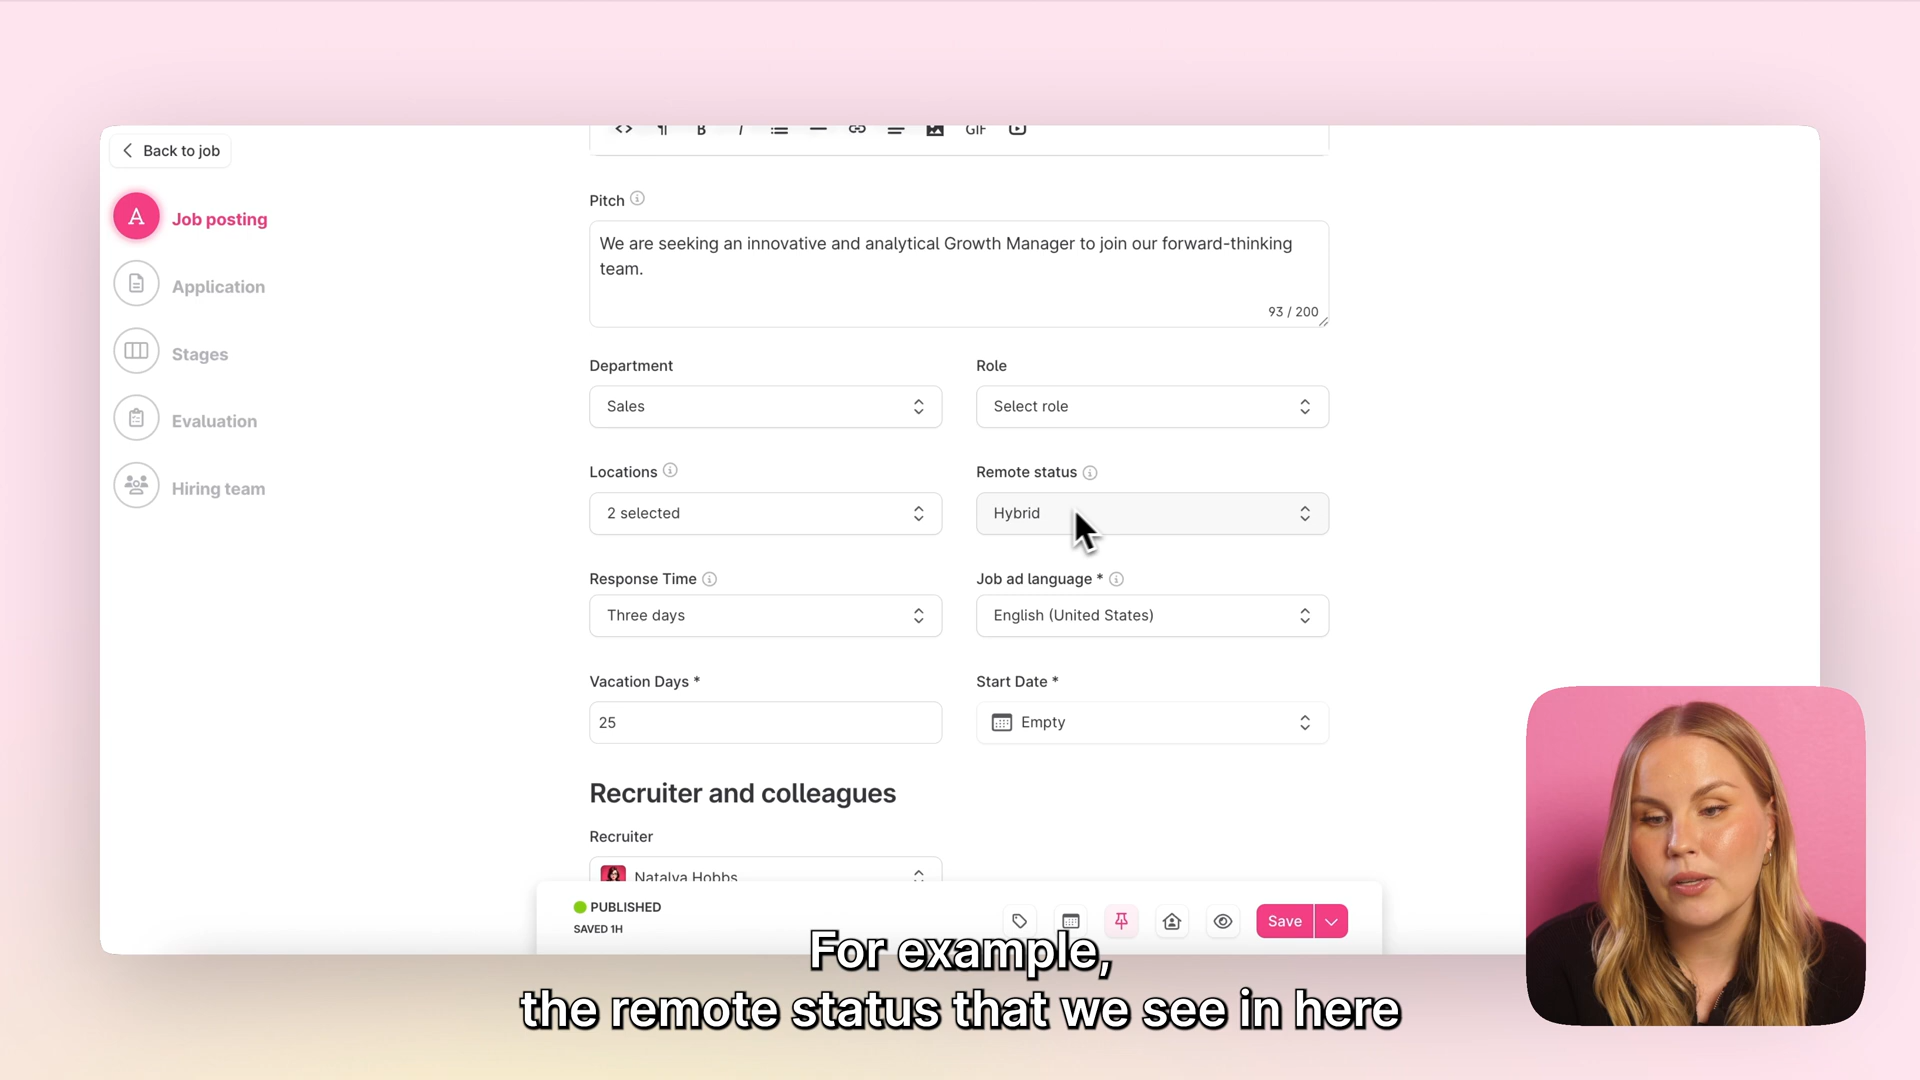 Back to job
GIF
Job posting
Application
Stages
Evaluation
Hiring team
Pitch
We are seeking an innovative and analytical Growth Manager to join our forward-thinking
team.
93 / 200
Department
Role
Sales
Select role
Locations
Remote status
2 selected
Hybrid
Response Time
Job ad language *
Three days
English (United States)
Vacation Days *
Start Date *
25
Empty
Recruiter and colleagues
Recruiter
Natalya Hobbs
PUBLISHED
SAVED 1H
Save
For example,
the remote status that we see in here